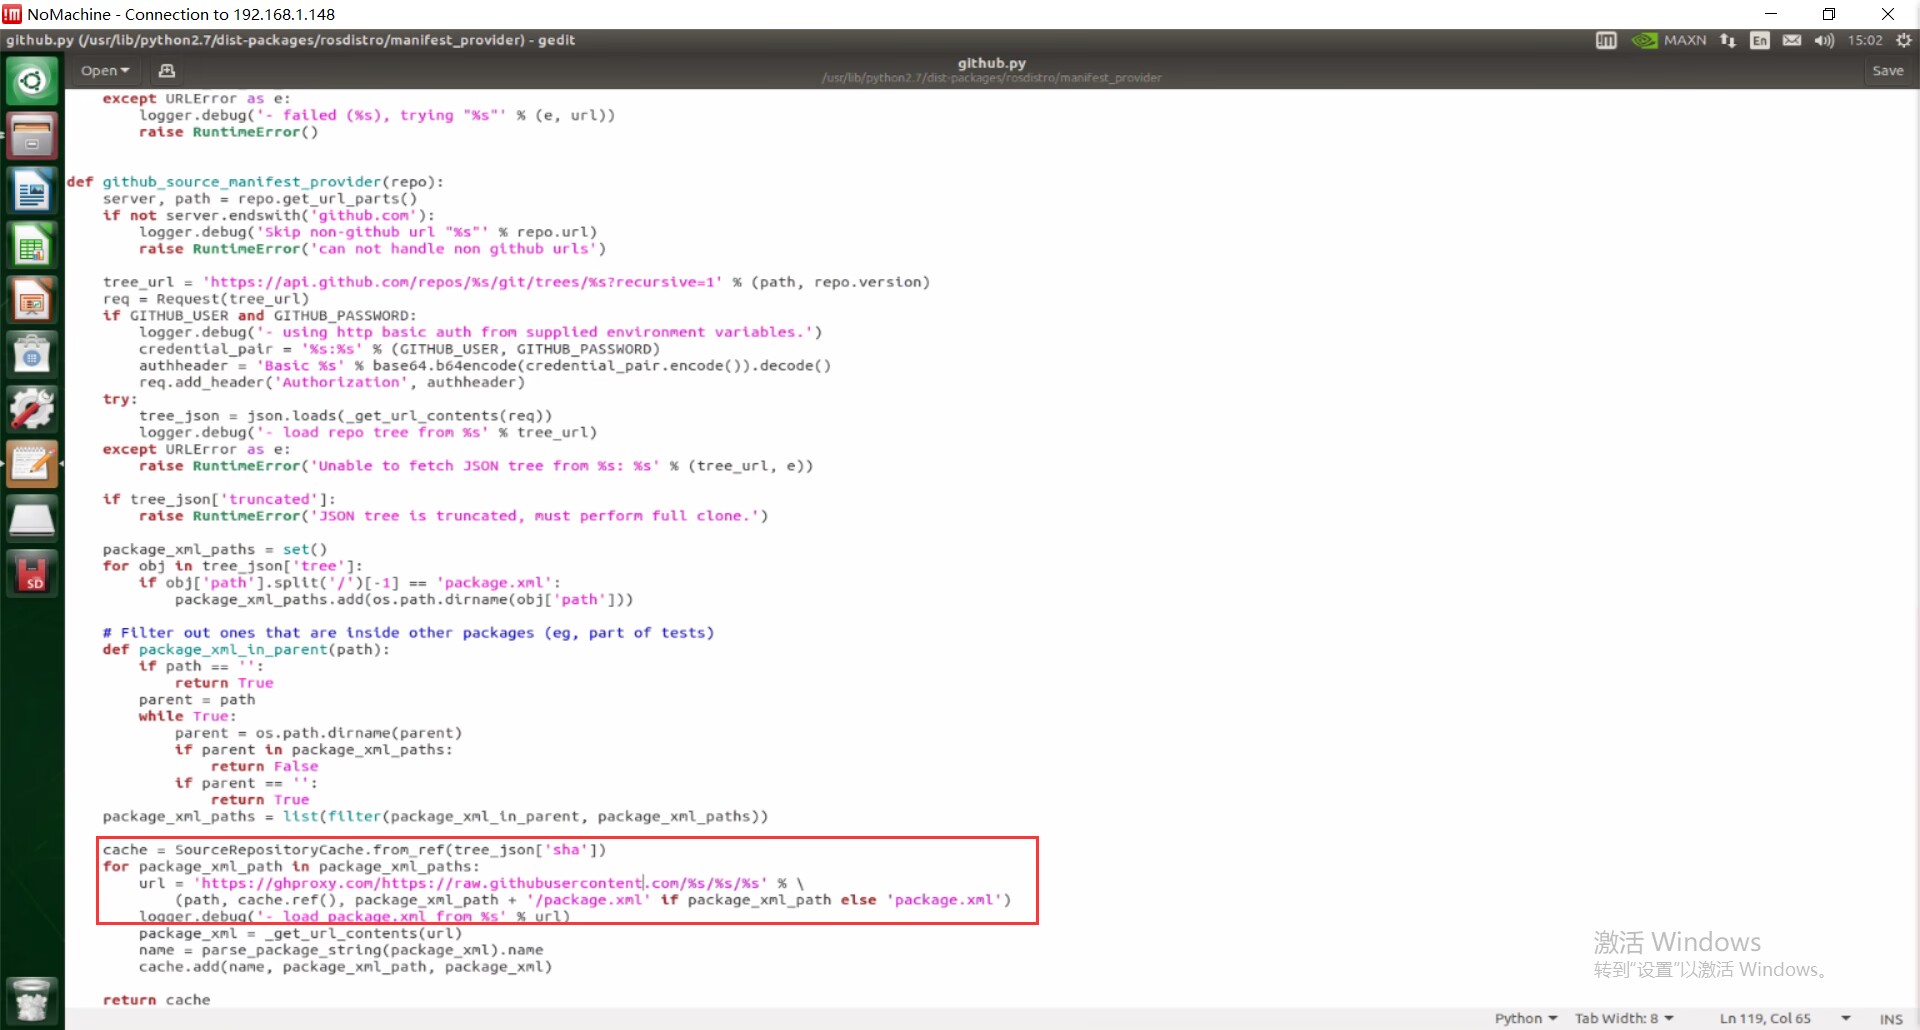 !M NoMachine - Connection to 192.168.1.148
github.py (/usr/lib/python2.7/dist-packages/rosdistro/manifest_provider) - gedit
!M MAXN En 15:02
Open
github.py
/usr/lib/python2.7/dist-packages/rosdistro/manifest_provider
Save
    except URLError as e:
        logger.debug('- failed (%s), trying "%s"' % (e, url))
        raise RuntimeError()
def github_source_manifest_provider(repo):
    server, path = repo.get_url_parts()
    if not server.endswith('github.com'):
        logger.debug('Skip non-github url "%s"' % repo.url)
        raise RuntimeError('can not handle non github urls')
    tree_url = 'https://api.github.com/repos/%s/git/trees/%s?recursive=1' % (path, repo.version)
    req = Request(tree_url)
    if GITHUB_USER and GITHUB_PASSWORD:
        logger.debug('- using http basic auth from supplied environment variables.')
        credential_pair = '%s:%s' % (GITHUB_USER, GITHUB_PASSWORD)
        authheader = 'Basic %s' % base64.b64encode(credential_pair.encode()).decode()
        req.add_header('Authorization', authheader)
    try:
        tree_json = json.loads(_get_url_contents(req))
        logger.debug('- load repo tree from %s' % tree_url)
    except URLError as e:
        raise RuntimeError('Unable to fetch JSON tree from %s: %s' % (tree_url, e))
    if tree_json['truncated']:
        raise RuntimeError('JSON tree is truncated, must perform full clone.')
    package_xml_paths = set()
    for obj in tree_json['tree']:
        if obj['path'].split('/')[-1] == 'package.xml':
            package_xml_paths.add(os.path.dirname(obj['path']))
    # Filter out ones that are inside other packages (eg, part of tests)
    def package_xml_in_parent(path):
        if path == '':
            return True
        parent = path
        while True:
            parent = os.path.dirname(parent)
            if parent in package_xml_paths:
                return False
            if parent == '':
                return True
    package_xml_paths = list(filter(package_xml_in_parent, package_xml_paths))
    cache = SourceRepositoryCache.from_ref(tree_json['sha'])
    for package_xml_path in package_xml_paths:
        url = 'https://ghproxy.com/https://raw.githubusercontent.com/%s/%s/%s' % \
            (path, cache.ref(), package_xml_path + '/package.xml' if package_xml_path else 'package.xml')
        logger.debug('- load package.xml from %s' % url)
        package_xml = _get_url_contents(url)
        name = parse_package_string(package_xml).name
        cache.add(name, package_xml_path, package_xml)
    return cache
SD
激活 Windows
转到“设置”以激活 Windows。
Python Tab Width: 8 Ln 119, Col 65 INS